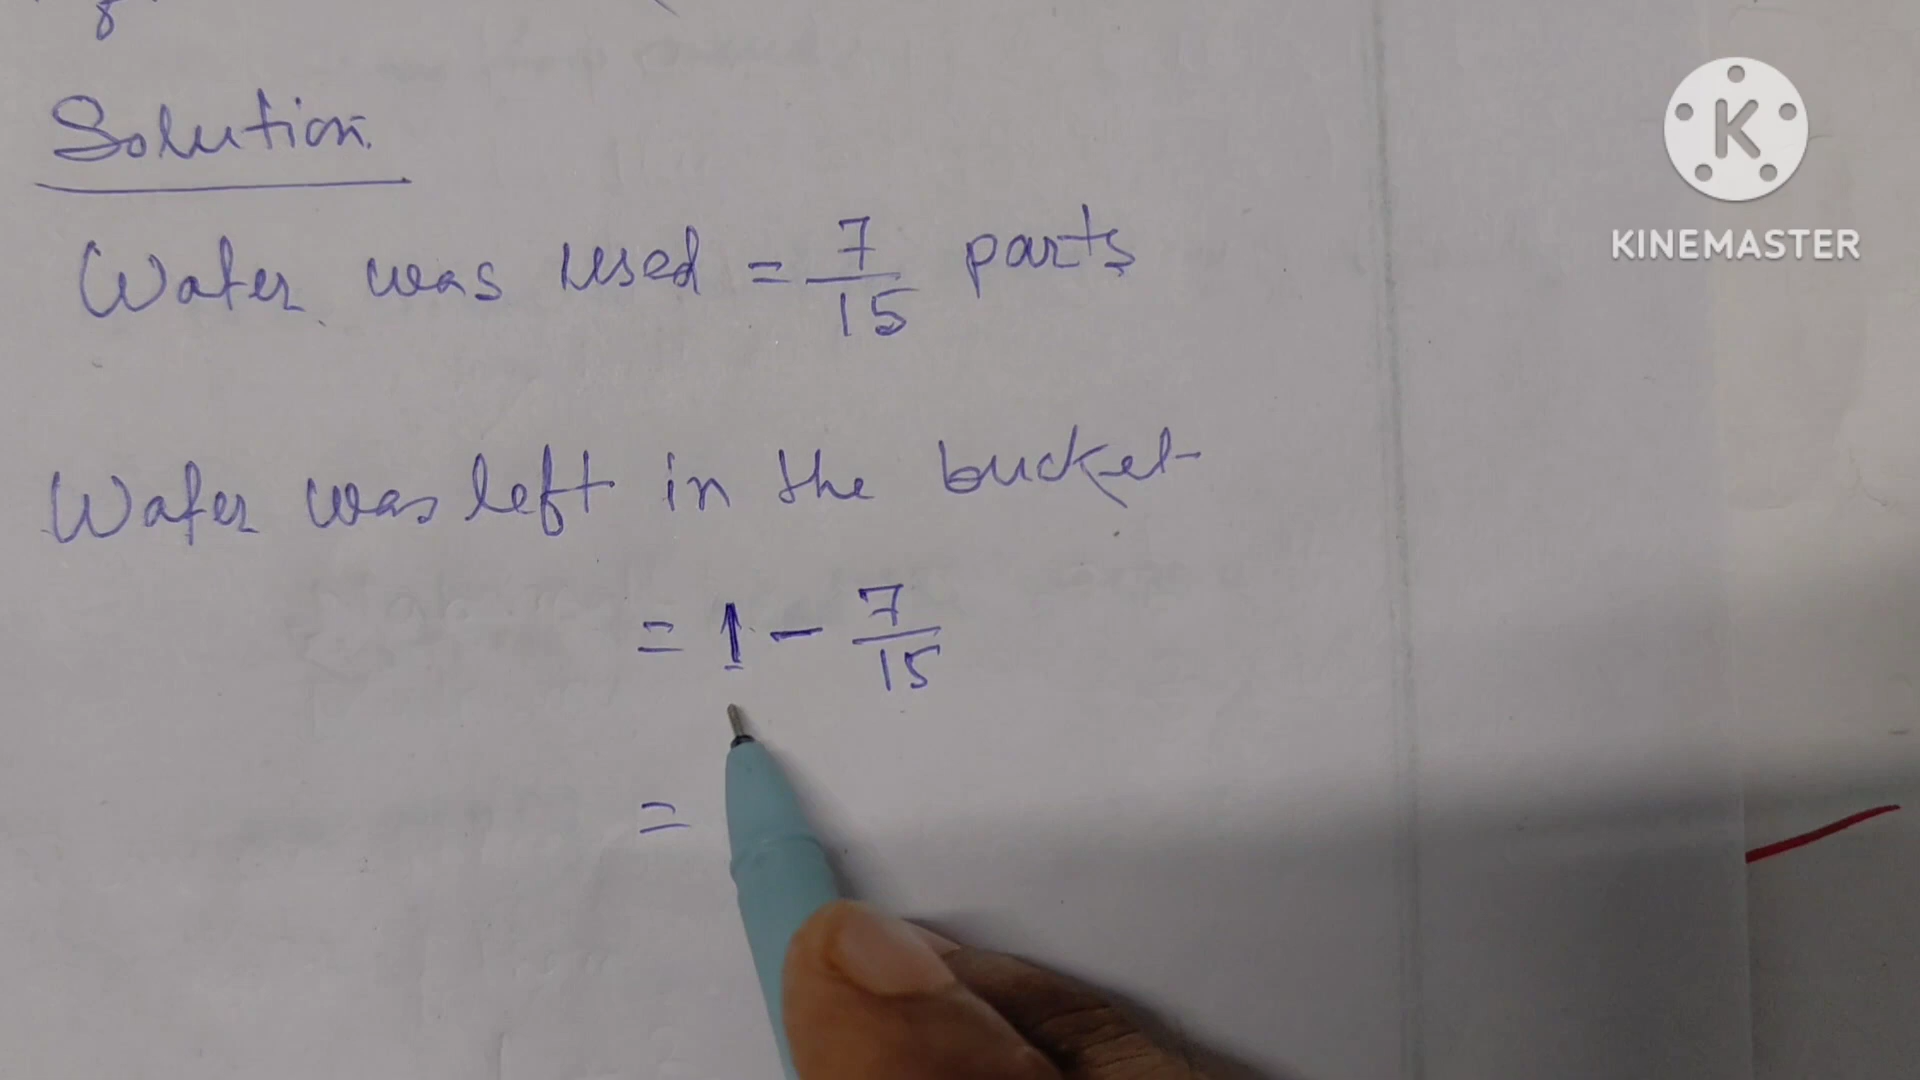 Solution
Water was used = 7/15 parts
Water was left in the bucket
= 1 - 7/15
=
K
KINEMASTER